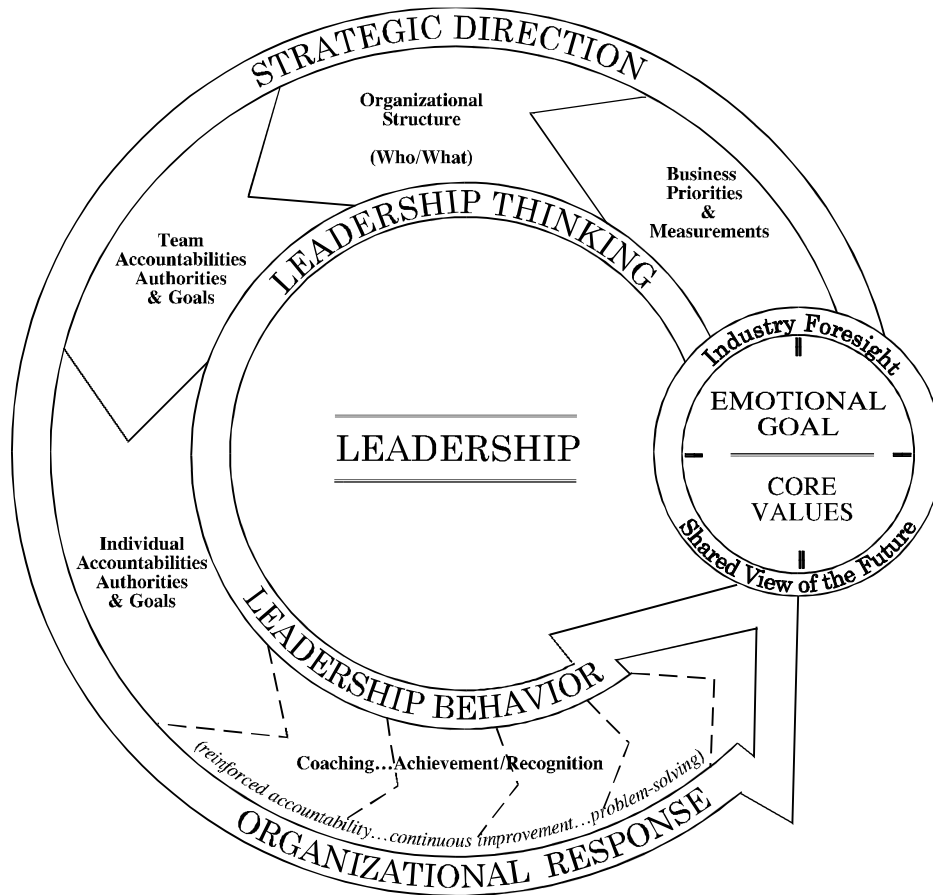 STRATEGIC DIRECTION
Organizational
Structure
(Who/What)
Business
Priorities
&
Measurements
LEADERSHIP THINKING
Team
Accountabilities
Authorities
& Goals
Industry Foresight
EMOTIONAL
GOAL
CORE
VALUES
Shared View of the Future
LEADERSHIP
Individual
Accountabilities
Authorities
& Goals
LEADERSHIP BEHAVIOR
Coaching…Achievement/Recognition
(reinforced accountability…continuous improvement…problem-solving)
ORGANIZATIONAL RESPONSE